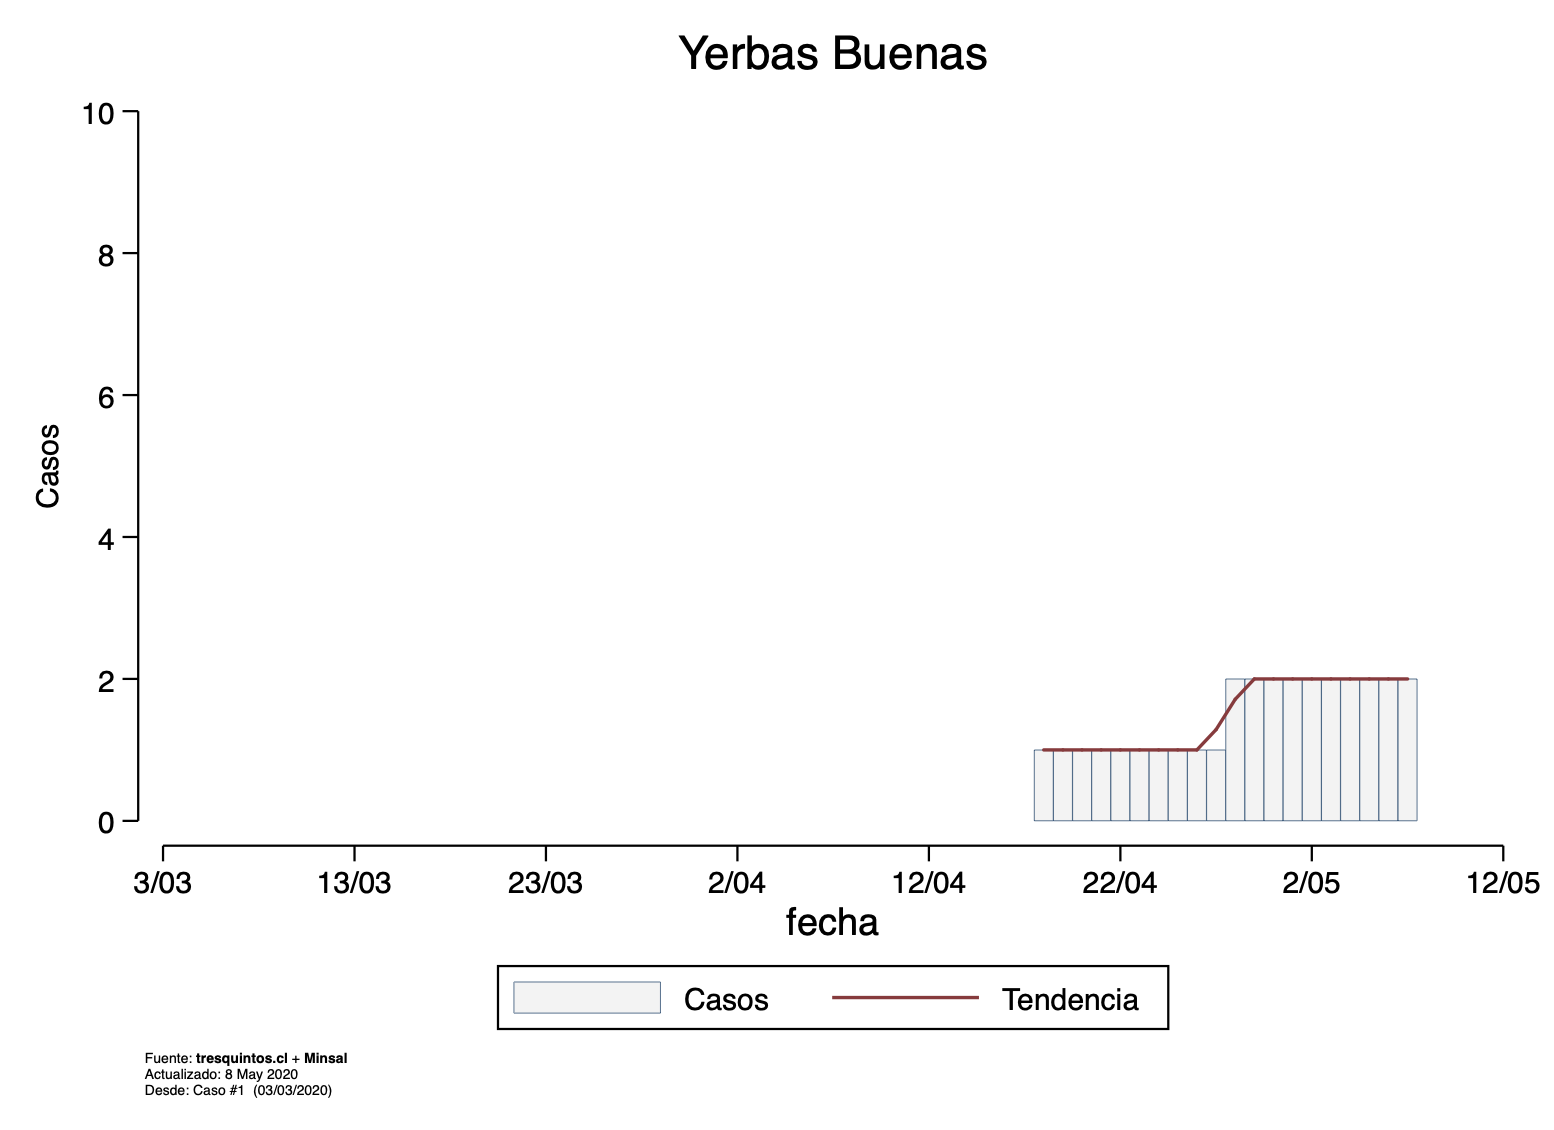 Yerbas Buenas
10
8
6
4
2
0
Casos
3/03 13/03 23/03 2/04 12/04 22/04 2/05 12/05
fecha
Casos Tendencia
Fuente: tresquintos.cl + Minsal
Actualizado: 8 May 2020
Desde: Caso #1 (03/03/2020)